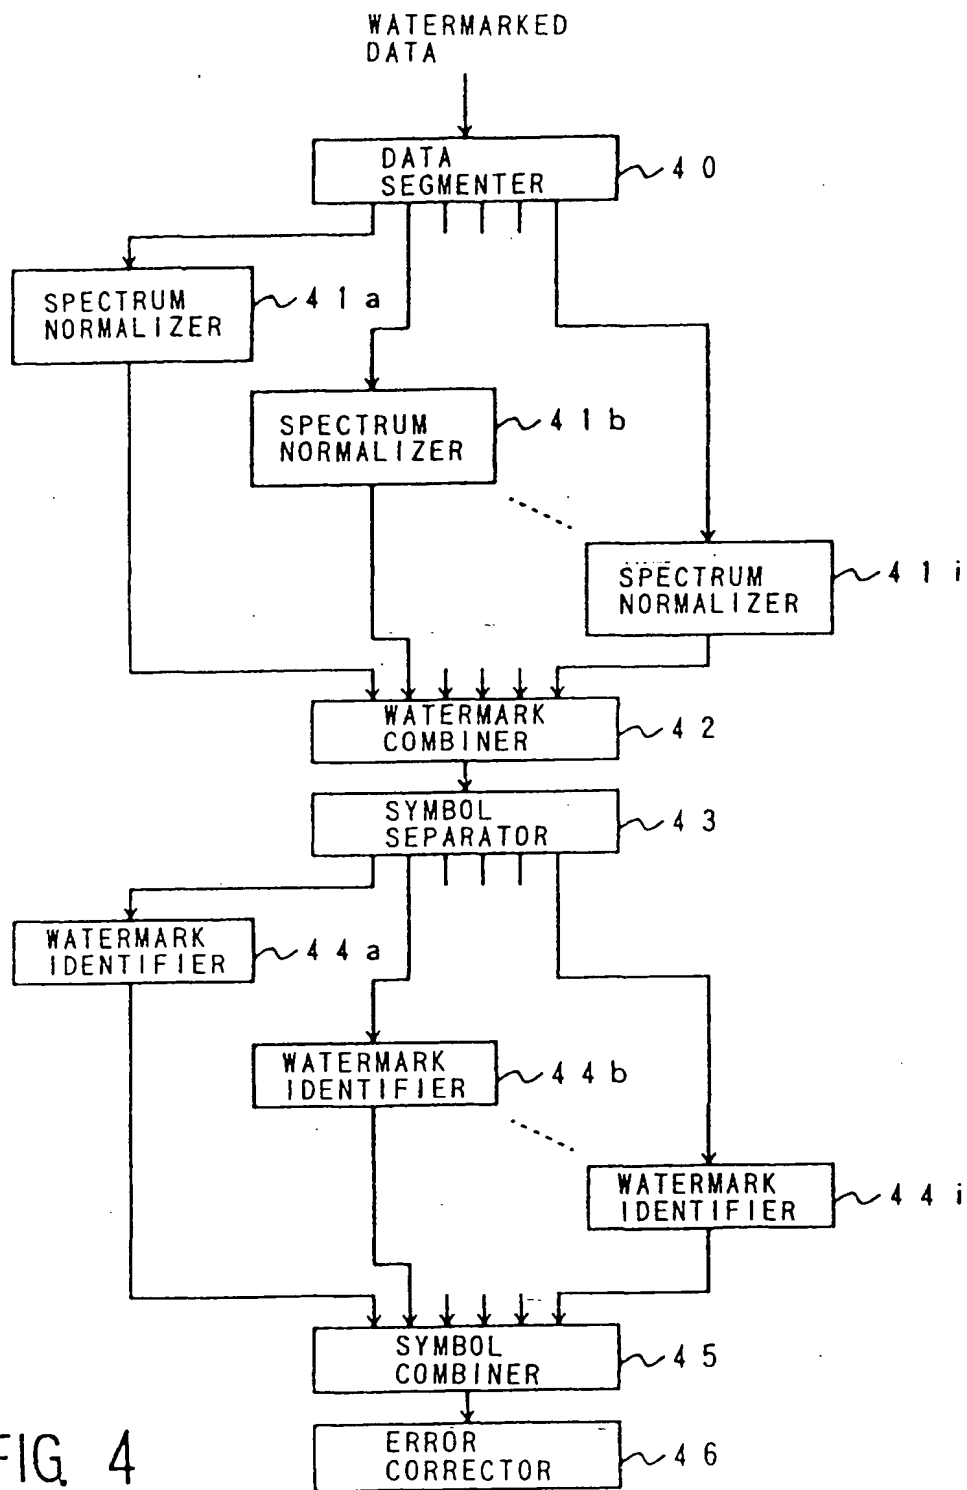 WATERMARKED
DATA
DATA
SEGMENTER
40
SPECTRUM
NORMALIZER
41a
SPECTRUM
NORMALIZER
41b
SPECTRUM
NORMALIZER
41i
WATERMARK
COMBINER
42
SYMBOL
SEPARATOR
43
WATERMARK
IDENTIFIER
44a
WATERMARK
IDENTIFIER
44b
WATERMARK
IDENTIFIER
44i
SYMBOL
COMBINER
45
ERROR
CORRECTOR
46
FIG. 4